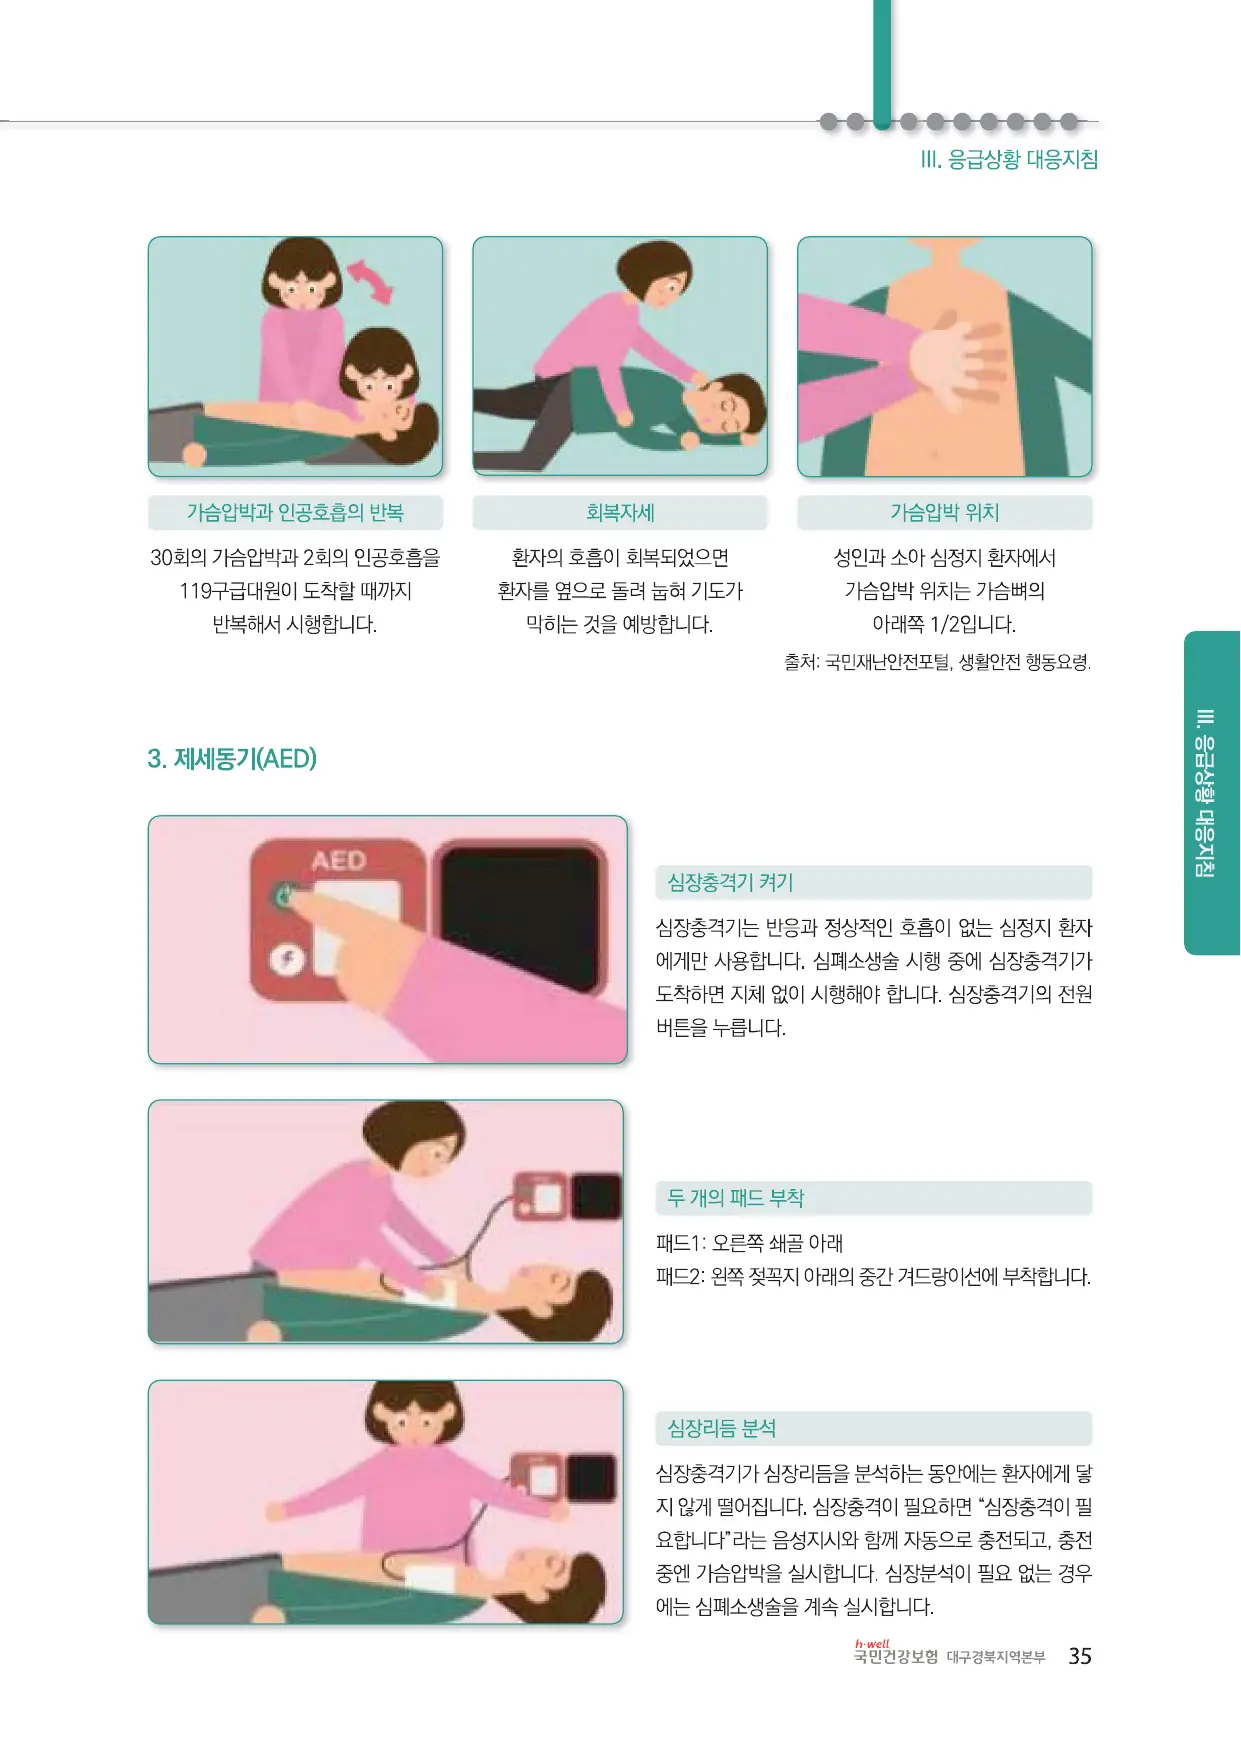 III. 응급상황 대응지침
가슴압박과 인공호흡의 반복
30회의 가슴압박과 2회의 인공호흡을
119구급대원이 도착할 때까지
반복해서 시행합니다.
회복자세
환자의 호흡이 회복되었으면
환자를 옆으로 돌려 눕혀 기도가
막히는 것을 예방합니다.
가슴압박 위치
성인과 소아 심정지 환자에서
가슴압박 위치는 가슴뼈의
아래쪽 1/2입니다.
출처: 국민재난안전포털, 생활안전 행동요령.
III. 응급상황 대응지침
3. 제세동기(AED)
AED
심장충격기 켜기
심장충격기는 반응과 정상적인 호흡이 없는 심정지 환자
에게만 사용합니다. 심폐소생술 시행 중에 심장충격기가
도착하면 지체 없이 시행해야 합니다. 심장충격기의 전원
버튼을 누릅니다.
두 개의 패드 부착
패드1: 오른쪽 쇄골 아래
패드2: 왼쪽 젖꼭지 아래의 중간 겨드랑이선에 부착합니다.
심장리듬 분석
심장충격기가 심장리듬을 분석하는 동안에는 환자에게 닿
지 않게 떨어집니다. 심장충격이 필요하면 “심장충격이 필
요합니다”라는 음성지시와 함께 자동으로 충전되고, 충전
중엔 가슴압박을 실시합니다. 심장분석이 필요 없는 경우
에는 심폐소생술을 계속 실시합니다.
h·well
국민건강보험 대구경북지역본부 35